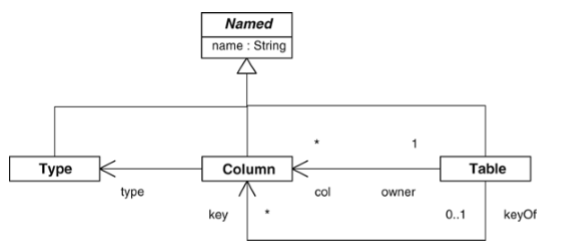 Named
name : String
* 1
Type Column Table
type col owner
key * 0..1 keyOf